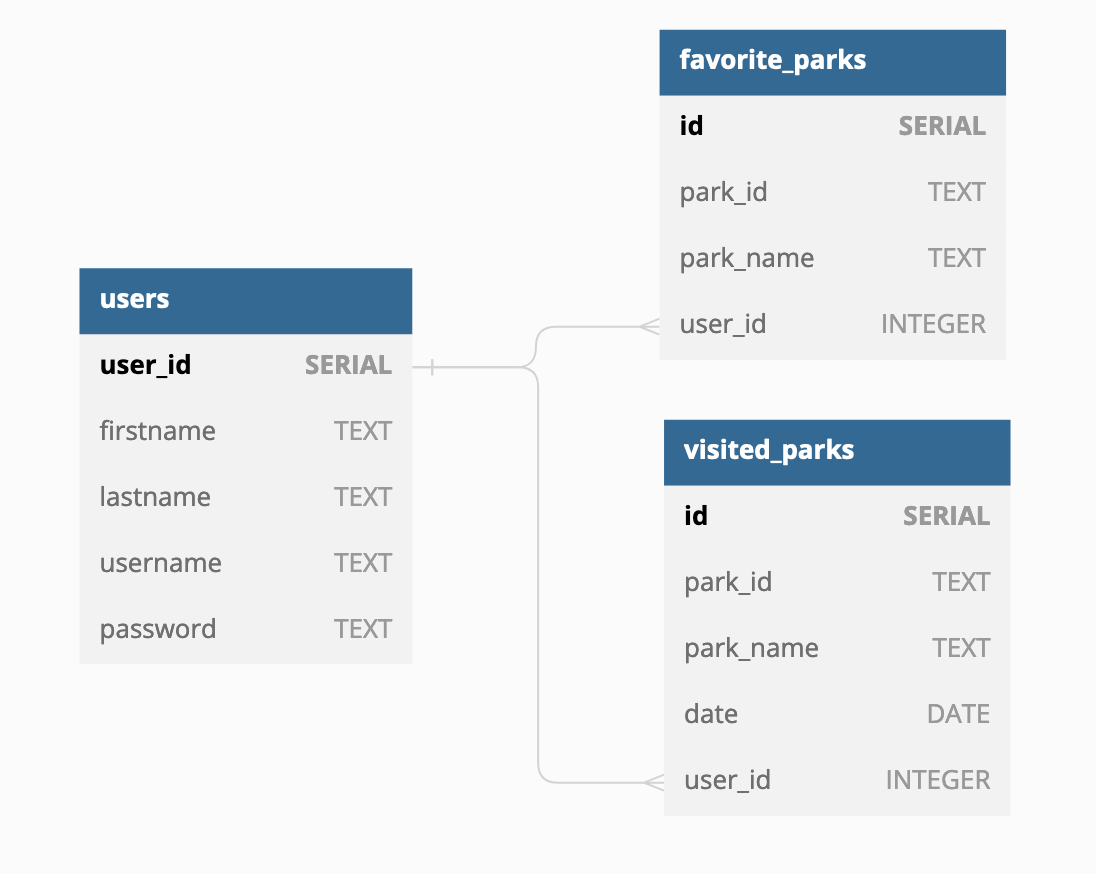 users
user_id SERIAL
firstname TEXT
lastname TEXT
username TEXT
password TEXT
favorite_parks
id SERIAL
park_id TEXT
park_name TEXT
user_id INTEGER
visited_parks
id SERIAL
park_id TEXT
park_name TEXT
date DATE
user_id INTEGER